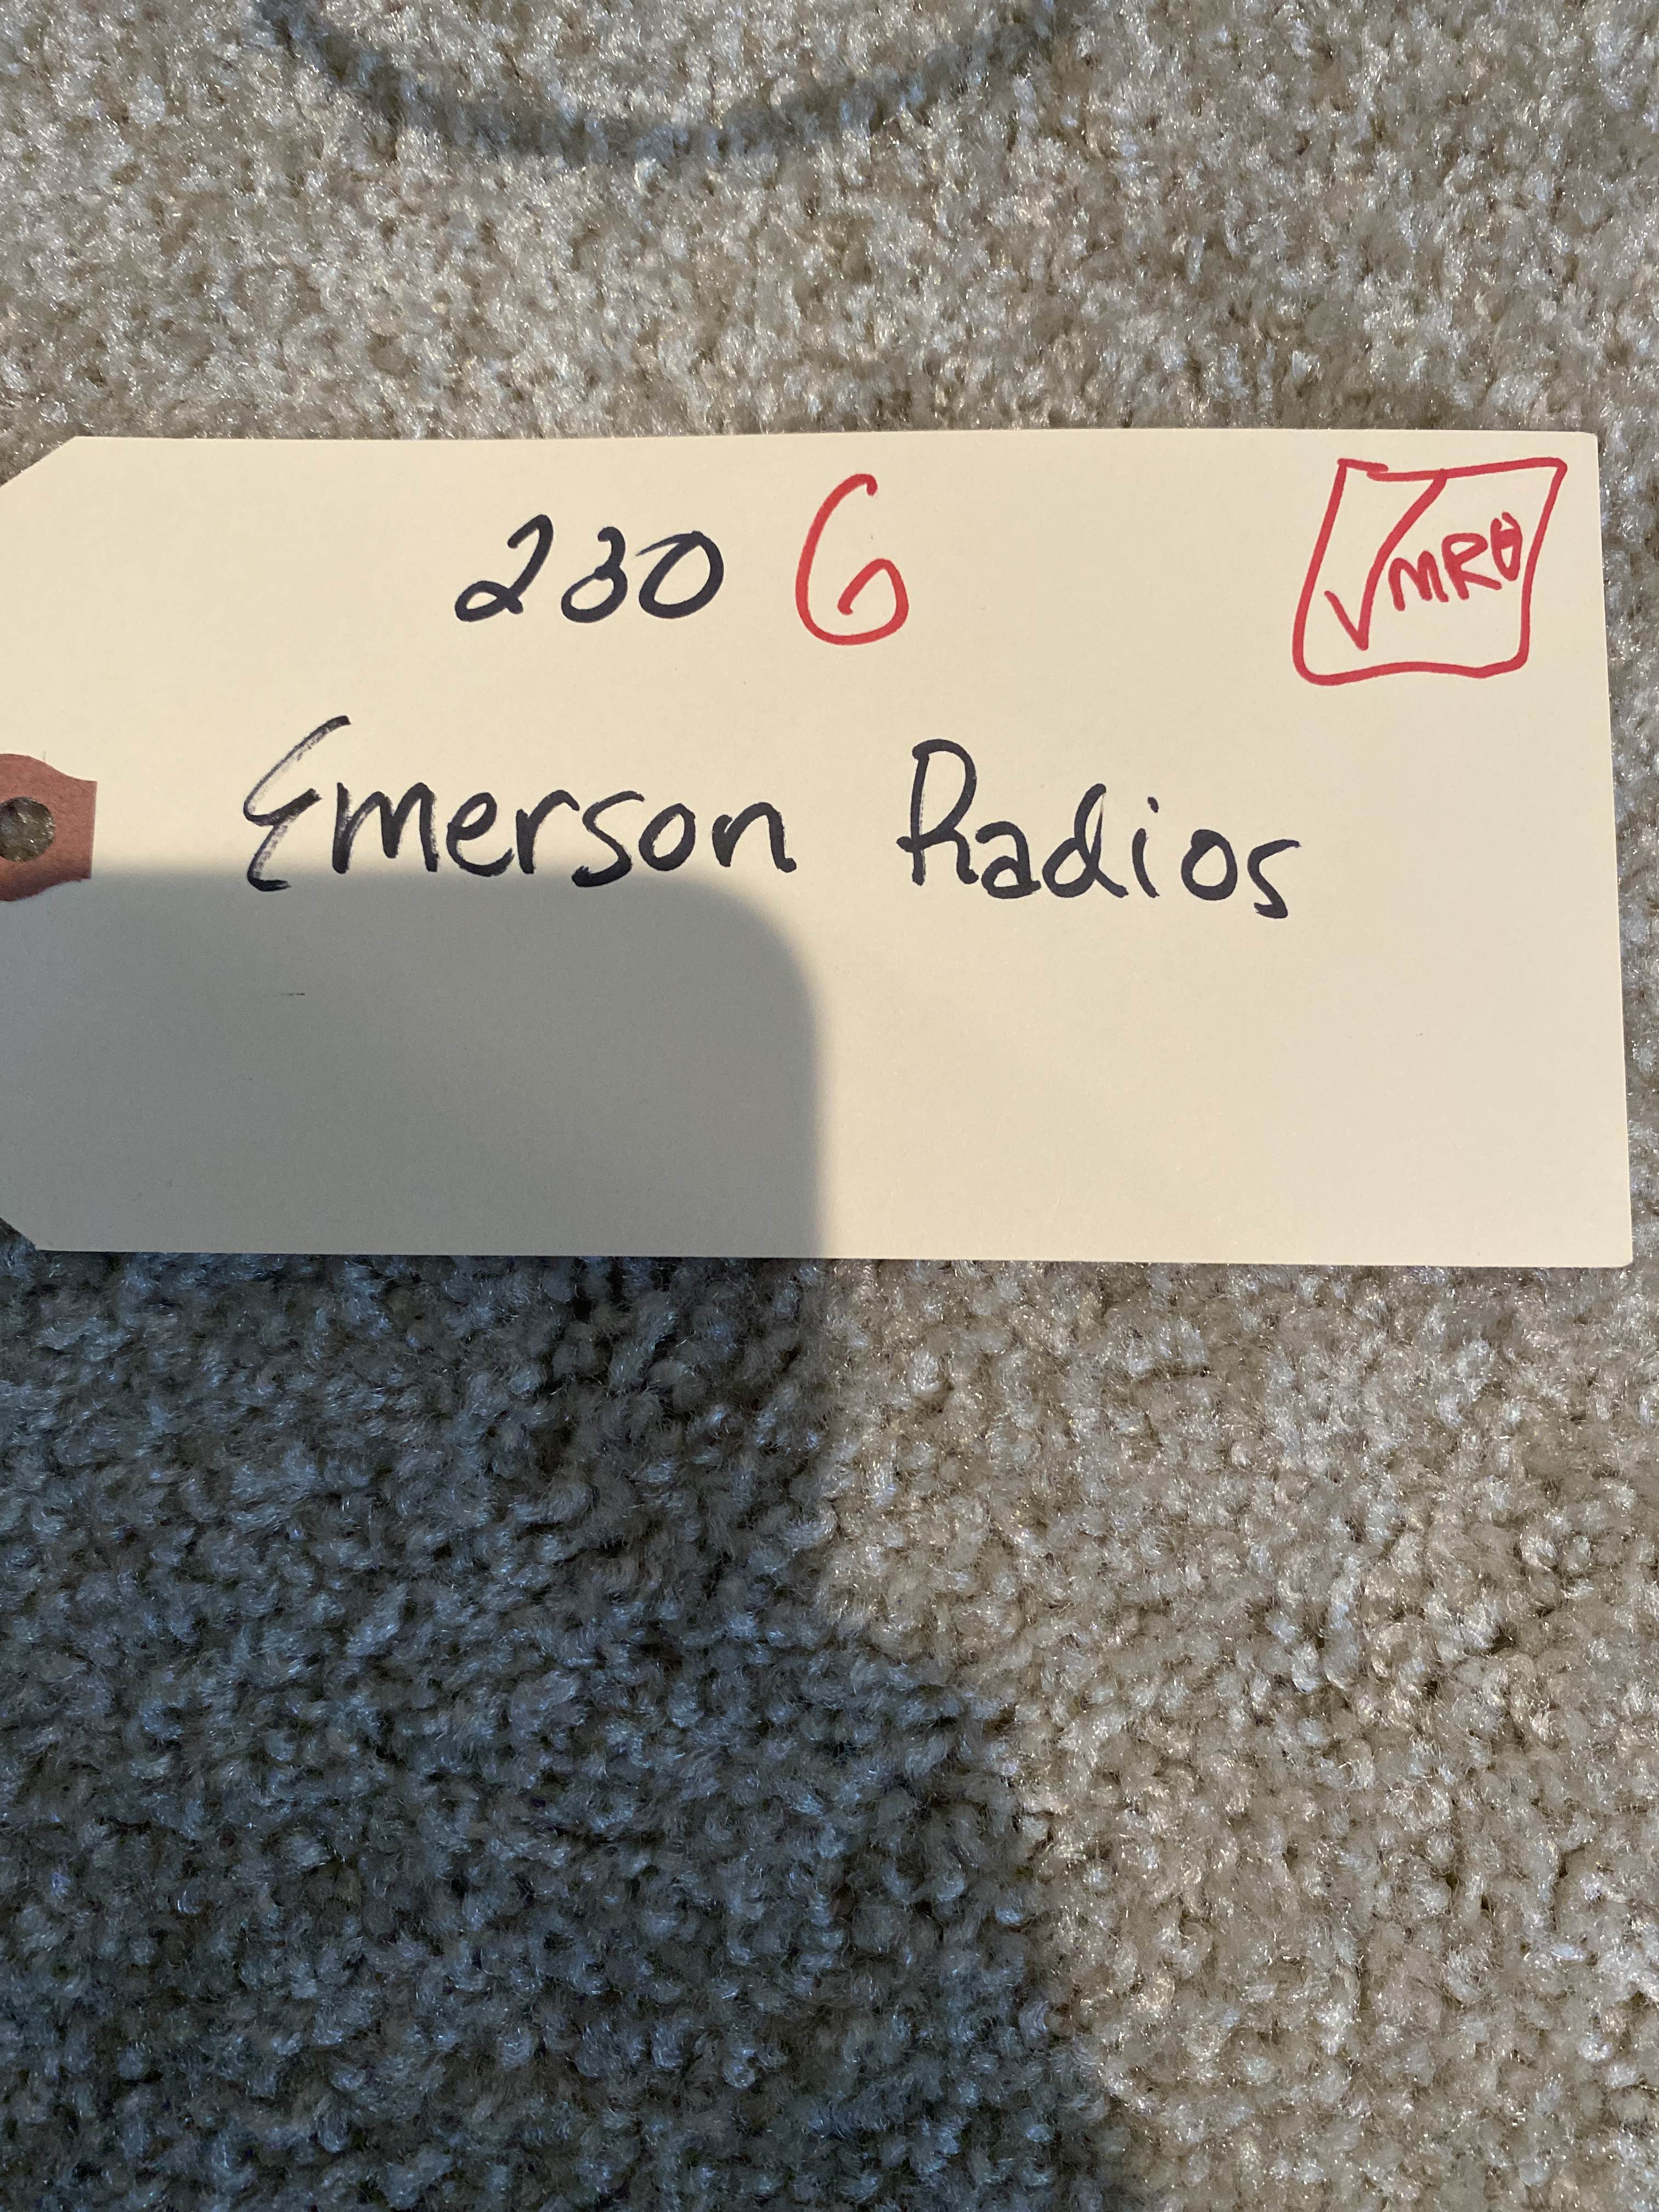 230 G
√MRH
Emerson Radios